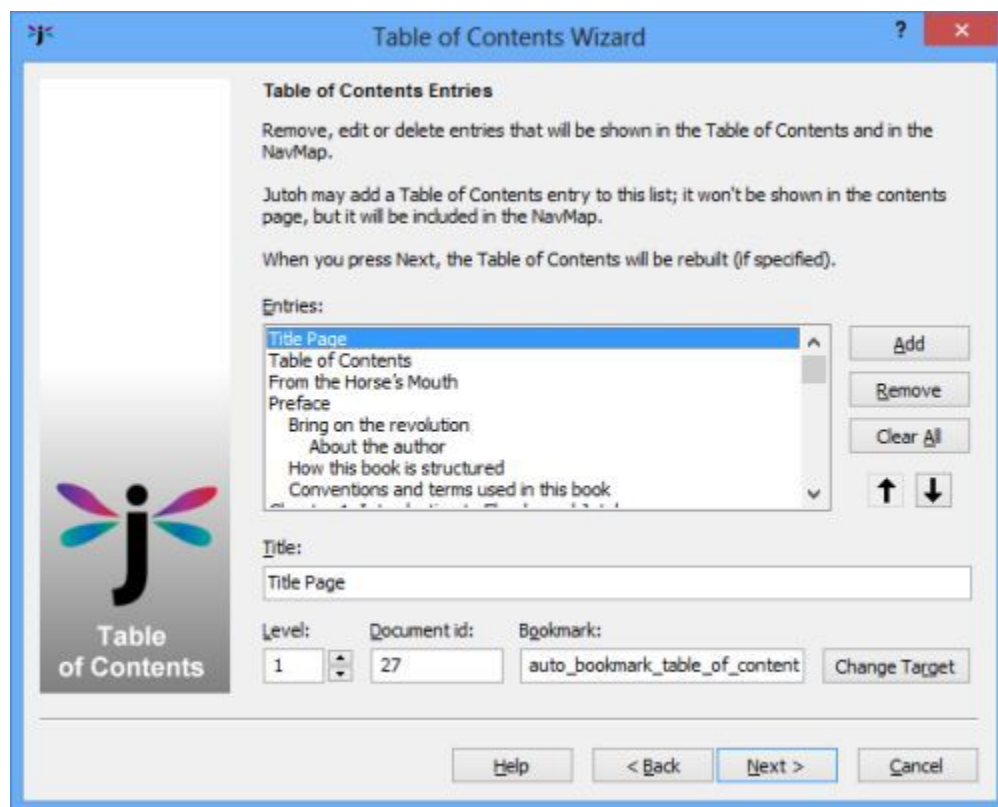 Table of Contents Wizard
?
Table of Contents Entries
Remove, edit or delete entries that will be shown in the Table of Contents and in the
NavMap.
Jutoh may add a Table of Contents entry to this list; it won't be shown in the contents
page, but it will be included in the NavMap.
When you press Next, the Table of Contents will be rebuilt (if specified).
Entries:
Title Page
Table of Contents
From the Horse's Mouth
Preface
Bring on the revolution
About the author
How this book is structured
Conventions and terms used in this book
Add
Remove
Clear All
Title:
Title Page
Level:
Document id:
Bookmark:
1
27
auto_bookmark_table_of_content
Change Target
Table
of Contents
Help
< Back
Next >
Cancel